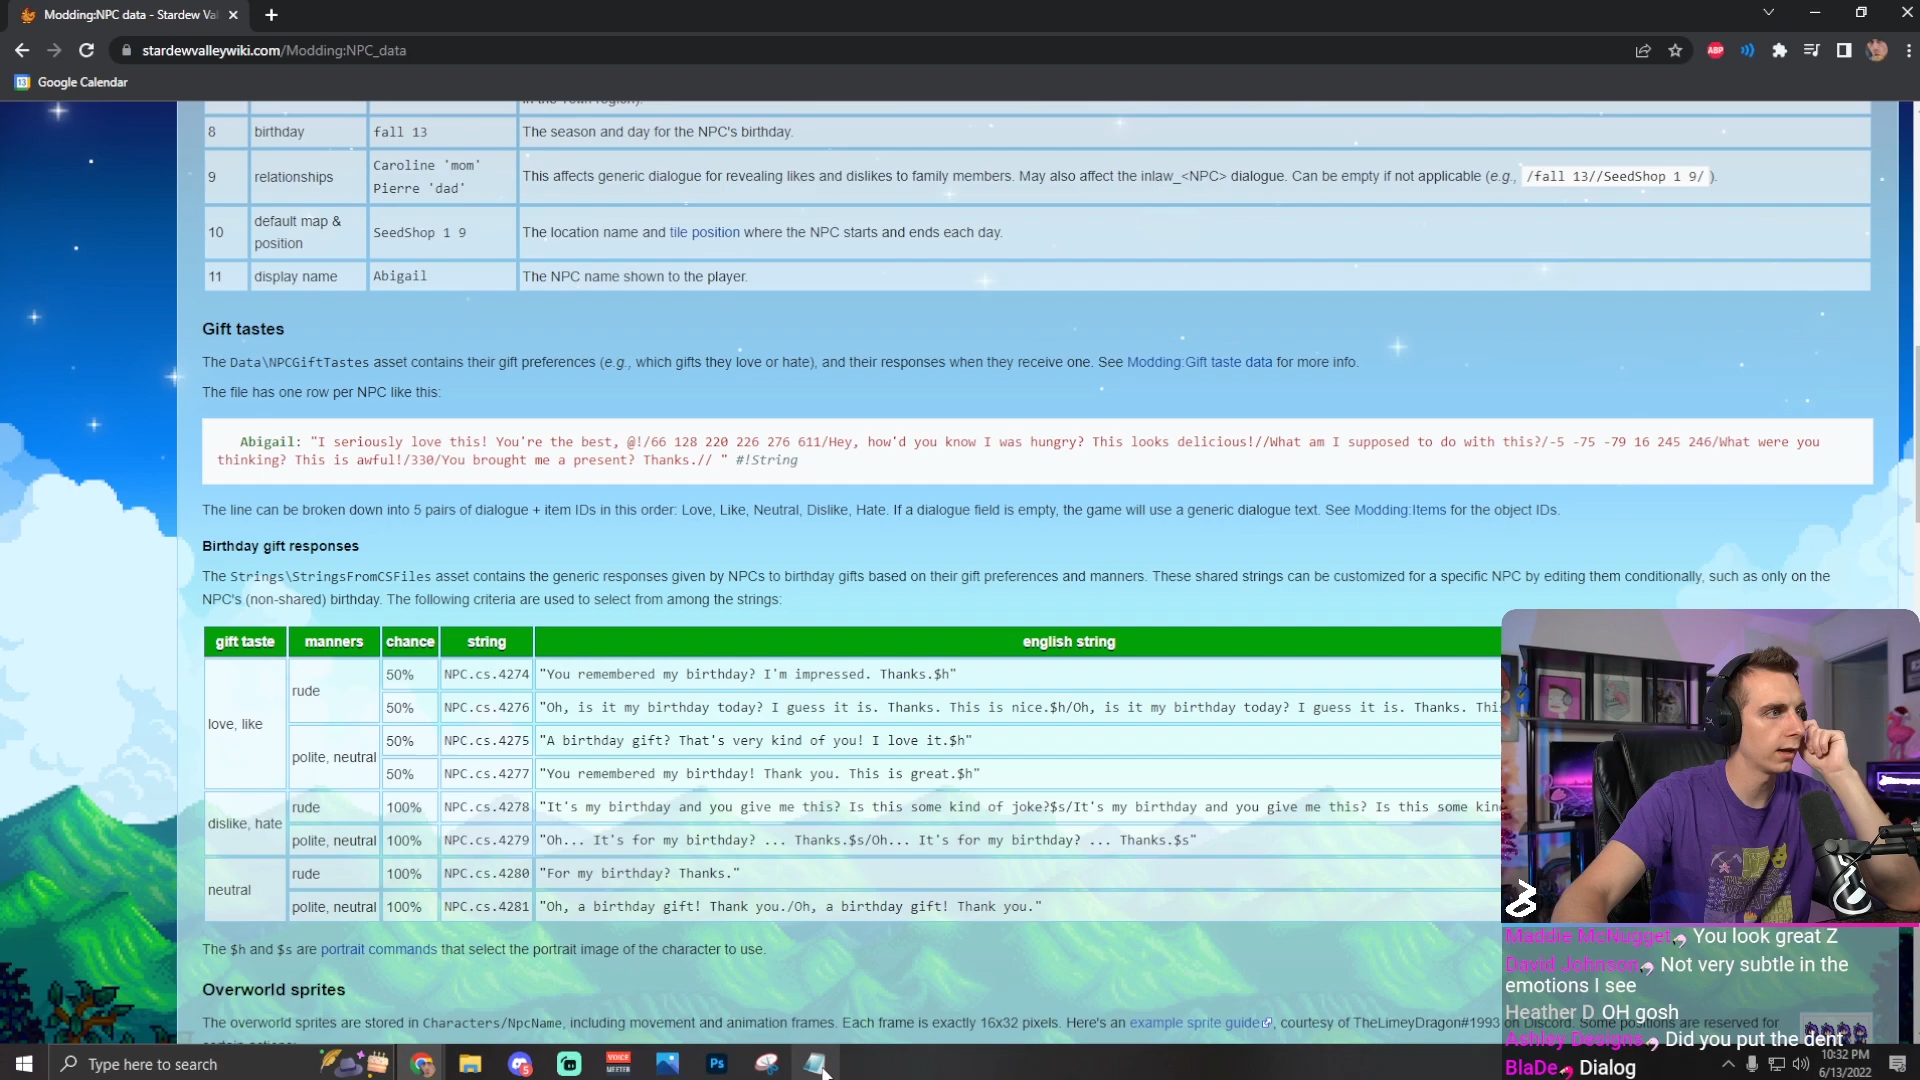 Modding:NPC data - Stardew Val
stardewvalleywiki.com/Modding:NPC_data
ABP
Google Calendar
in the Town region).
8 birthday fall 13 The season and day for the NPC's birthday.
9 relationships Caroline 'mom' Pierre 'dad' This affects generic dialogue for revealing likes and dislikes to family members. May also affect the inlaw_<NPC> dialogue. Can be empty if not applicable (e.g., /fall 13//SeedShop 1 9/ ).
10 default map & position SeedShop 1 9 The location name and tile position where the NPC starts and ends each day.
11 display name Abigail The NPC name shown to the player.
Gift tastes
The Data\NPCGiftTastes asset contains their gift preferences (e.g., which gifts they love or hate), and their responses when they receive one. See Modding:Gift taste data for more info.
The file has one row per NPC like this:
Abigail: "I seriously love this! You're the best, @!/66 128 220 226 276 611/Hey, how'd you know I was hungry? This looks delicious!//What am I supposed to do with this?/-5 -75 -79 16 245 246/What were you
thinking? This is awful!/330/You brought me a present? Thanks.// " #!String
The line can be broken down into 5 pairs of dialogue + item IDs in this order: Love, Like, Neutral, Dislike, Hate. If a dialogue field is empty, the game will use a generic dialogue text. See Modding:Items for the object IDs.
Birthday gift responses
The Strings\StringsFromCSFiles asset contains the generic responses given by NPCs to birthday gifts based on their gift preferences and manners. These shared strings can be customized for a specific NPC by editing them conditionally, such as only on the
NPC's (non-shared) birthday. The following criteria are used to select from among the strings:
gift taste manners chance string english string
love, like rude 50% NPC.cs.4274 "You remembered my birthday? I'm impressed. Thanks.$h"
50% NPC.cs.4276 "Oh, is it my birthday today? I guess it is. Thanks. This is nice.$h/Oh, is it my birthday today? I guess it is. Thanks. This
polite, neutral 50% NPC.cs.4275 "A birthday gift? That's very kind of you! I love it.$h"
50% NPC.cs.4277 "You remembered my birthday! Thank you. This is great.$h"
dislike, hate rude 100% NPC.cs.4278 "It's my birthday and you give me this? Is this some kind of joke?$s/It's my birthday and you give me this? Is this some kin
polite, neutral 100% NPC.cs.4279 "Oh... It's for my birthday? ... Thanks.$s/Oh... It's for my birthday? ... Thanks.$s"
neutral rude 100% NPC.cs.4280 "For my birthday? Thanks."
polite, neutral 100% NPC.cs.4281 "Oh, a birthday gift! Thank you./Oh, a birthday gift! Thank you."
The $h and $s are portrait commands that select the portrait image of the character to use.
Overworld sprites
The overworld sprites are stored in Characters/NpcName, including movement and animation frames. Each frame is exactly 16x32 pixels. Here's an example sprite guide, courtesy of TheLimeyDragon#1993 on Discord. Some positions are reserved for
certain actions:
Maddie McNugget You look great Z
David Johnson Not very subtle in the
emotions I see
Heather D OH gosh
Ashley Designs Did you put the dent
BlaDe Dialog
Type here to search
VOICE
MEETER
Ps
10:32 PM
6/13/2022